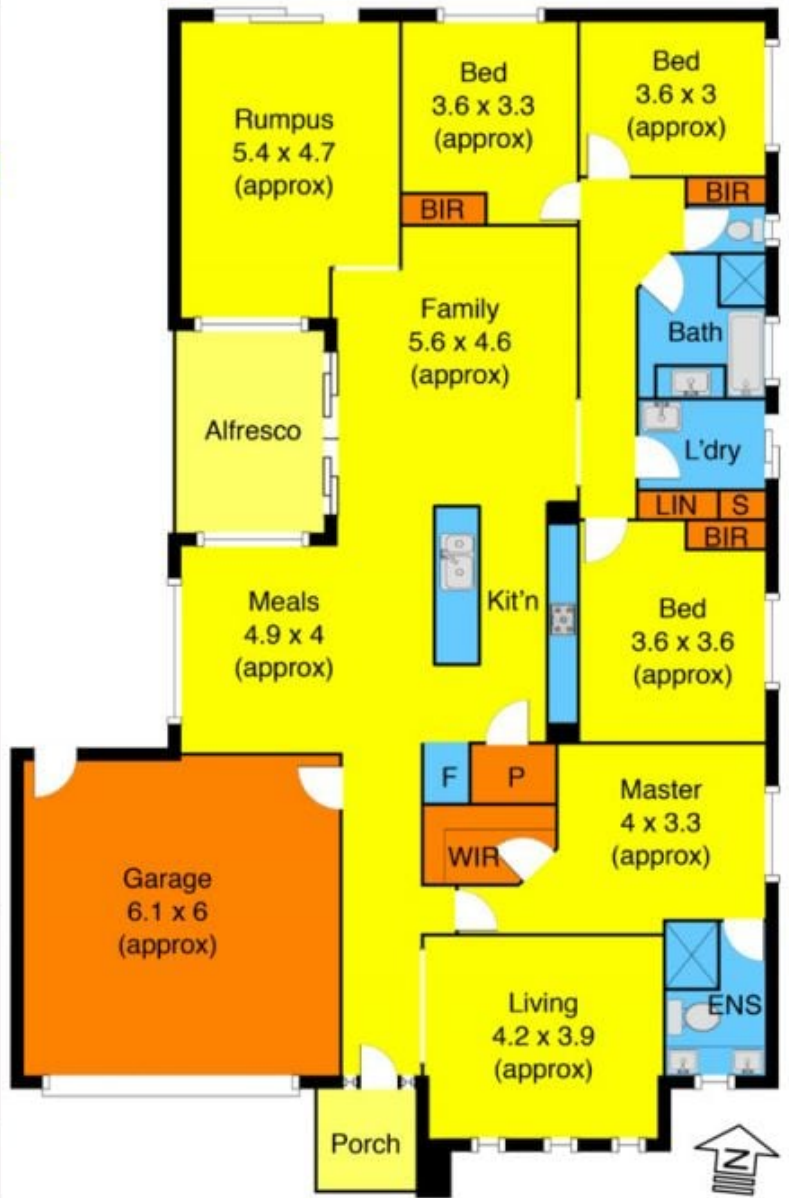 Rumpus
5.4 x 4.7
(approx)
Bed
3.6 x 3.3
(approx)
Bed
3.6 x 3
(approx)
BIR
BIR
Family
5.6 x 4.6
(approx)
Bath
Alfresco
L'dry
LIN
S
BIR
Meals
4.9 x 4
(approx)
Kit'n
Bed
3.6 x 3.6
(approx)
F
P
Master
4 x 3.3
(approx)
WIR
Garage
6.1 x 6
(approx)
Living
4.2 x 3.9
(approx)
ENS
Porch
N